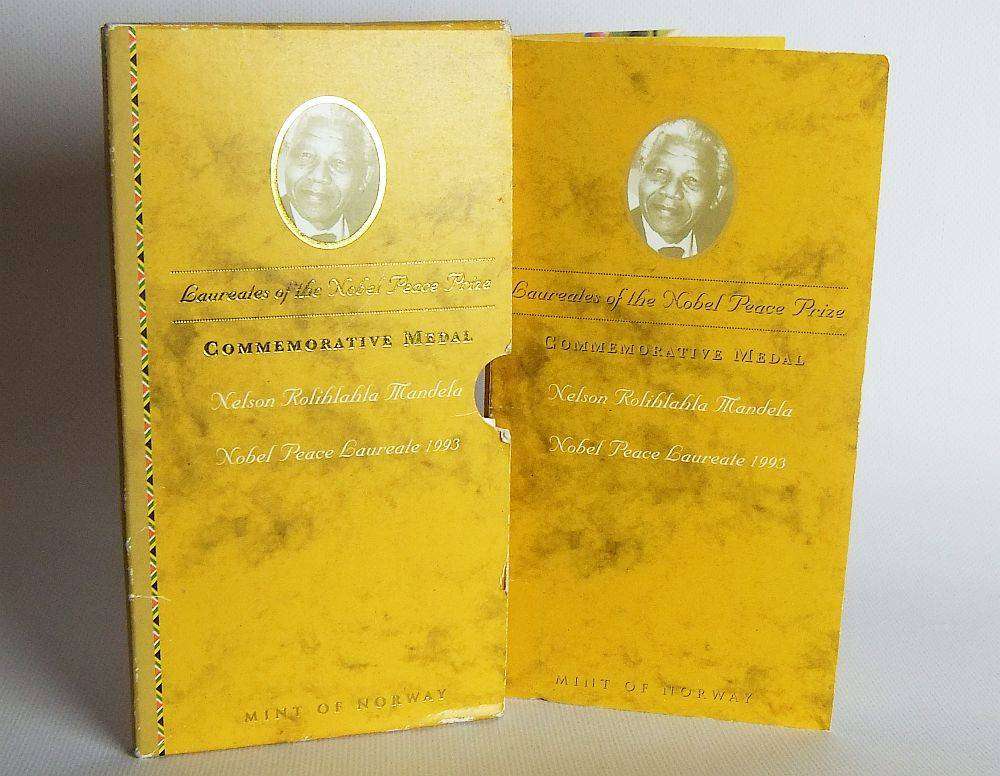 Laureates of the Nobel Peace Prize
COMMEMORATIVE MEDAL
Nelson Rolihlahla Mandela
Nobel Peace Laureate 1993
MINT OF NORWAY
Laureates of the Nobel Peace Prize
COMMEMORATIVE MEDAL
Nelson Rolihlahla Mandela
Nobel Peace Laureate 1993
MINT OF NORWAY